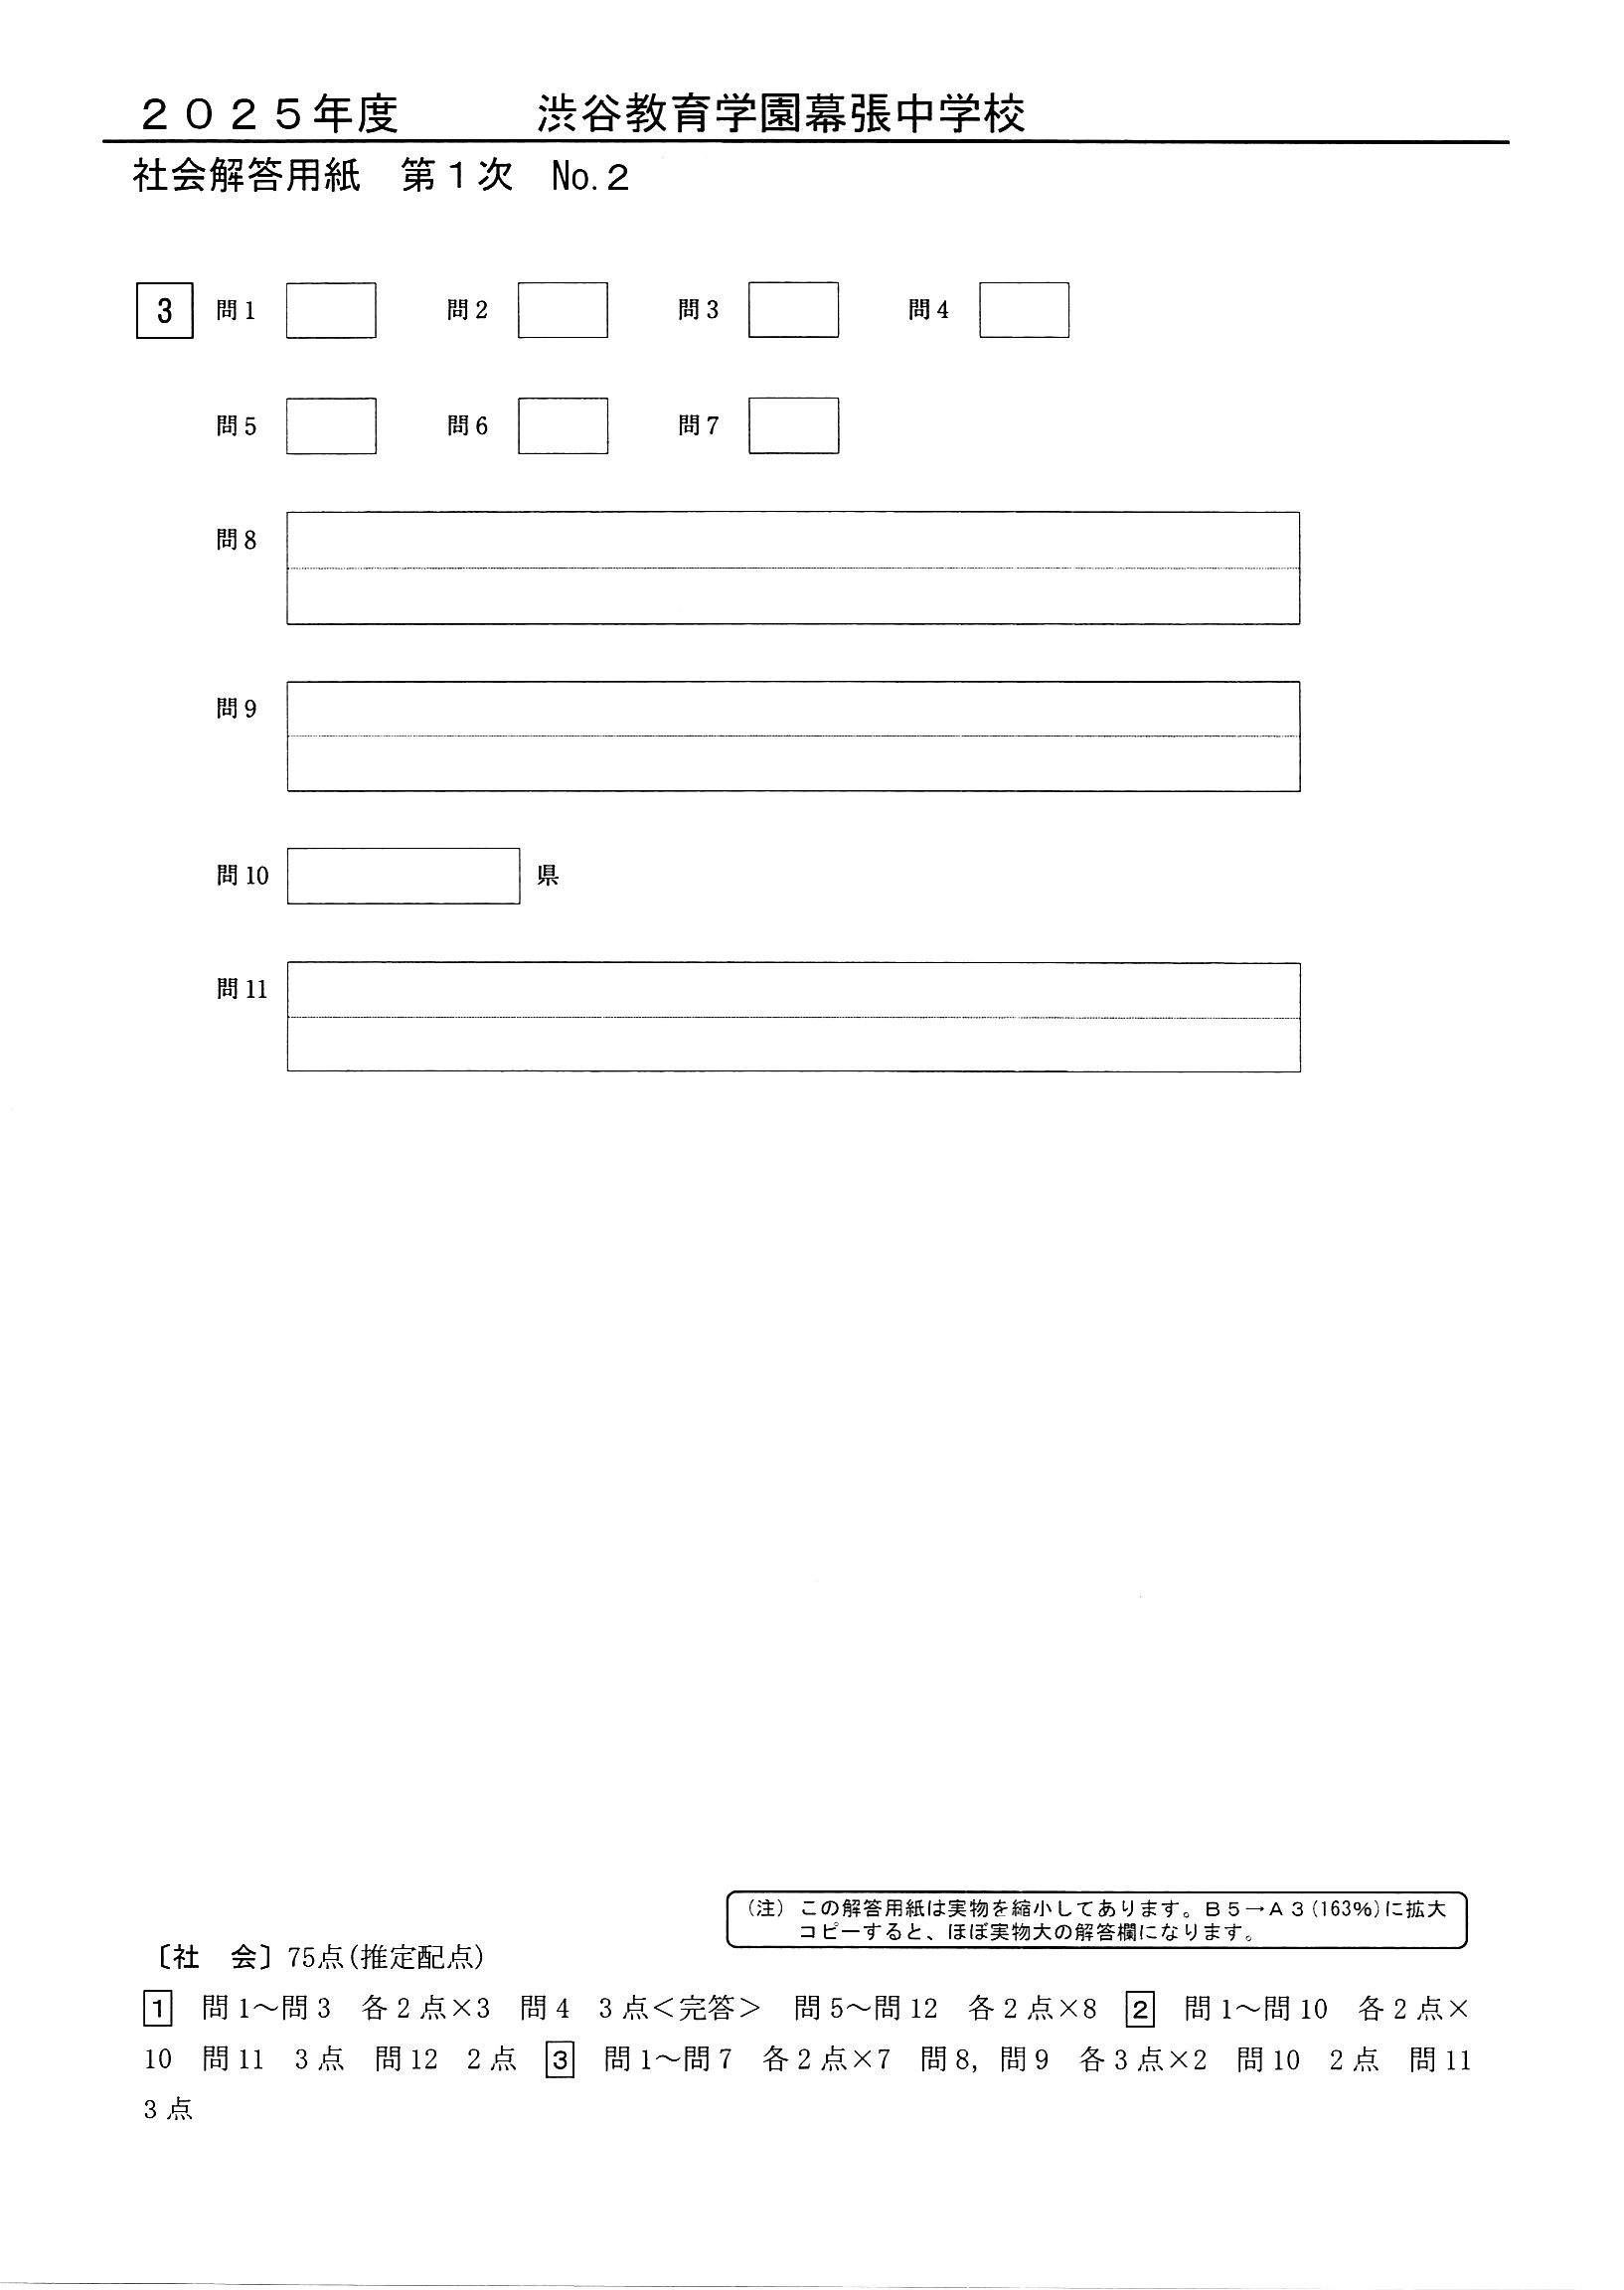 ２０２５年度　渋谷教育学園幕張中学校
社会解答用紙　第１次　No.２
3　問1　問2　問3　問4
問5　問6　問7
問8
問9
問10　県
問11
（注）この解答用紙は実物を縮小してあります。Ｂ５→Ａ３(163%)に拡大
コピーすると、ほぼ実物大の解答欄になります。
〔社　会〕75点(推定配点)
1　問1～問3　各2点×3　問4　3点＜完答＞　問5～問12　各2点×8　2　問1～問10　各2点×
10　問11　3点　問12　2点　3　問1～問7　各2点×7　問8，問9　各3点×2　問10　2点　問11
3点